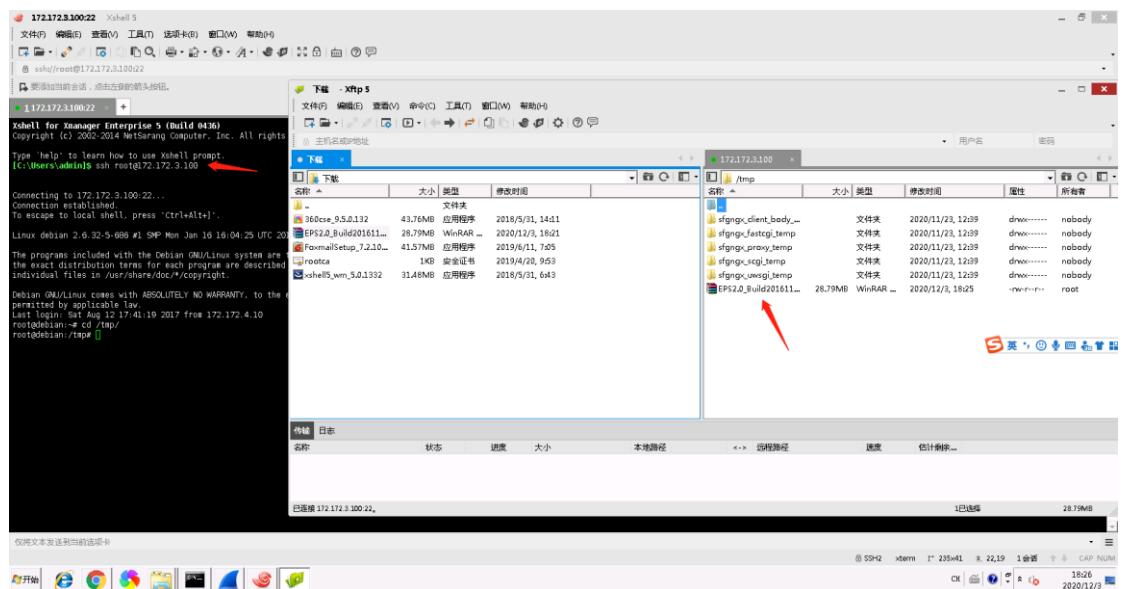 172.172.3.100:22 Xshell 5
文件(F) 编辑(E) 查看(V) 工具(T) 选项卡(B) 窗口(W) 帮助(H)
ssh://root@172.172.3.100:22
要添加当前会话，点击左侧的箭头按钮。
1 172.172.3.100:22 × +
Xshell for Xmanager Enterprise 5 (Build 0436)
Copyright (c) 2002-2014 NetSarang Computer, Inc. All rights
Type `help' to learn how to use Xshell prompt.
[C:\Users\admin]$ ssh root@172.172.3.100
Connecting to 172.172.3.100:22...
Connection established.
To escape to local shell, press 'Ctrl+Alt+]'.
Linux debian 2.6.32-5-686 #1 SMP Mon Jan 16 16:04:25 UTC 20
The programs included with the Debian GNU/Linux system are
the exact distribution terms for each program are described
individual files in /usr/share/doc/*/copyright.
Debian GNU/Linux comes with ABSOLUTELY NO WARRANTY, to the
permitted by applicable law.
Last login: Sat Aug 12 17:41:19 2017 from 172.172.4.10
root@debian:~# cd /tmp/
root@debian:/tmp#
下载 - Xftp 5
文件(F) 编辑(E) 查看(V) 命令(C) 工具(T) 窗口(W) 帮助(H)
主机名或IP地址 用户名 密码
下载 ×
下载
名称 大小 类型 修改时间
.. 文件夹
360cse_9.5.0.132 43.76MB 应用程序 2018/5/31, 14:11
EPS2.0_Build201611... 28.79MB WinRAR ... 2020/12/3, 18:21
FoxmailSetup_7.2.10... 41.57MB 应用程序 2019/6/11, 7:05
rootca 1KB 安全证书 2019/4/20, 9:53
xshell5_wm_5.0.1332 31.48MB 应用程序 2018/5/31, 6:43
172.172.3.100 ×
/tmp
名称 大小 类型 修改时间 属性 所有者
..
sfgngx_client_body_... 文件夹 2020/11/23, 12:39 drwx------ nobody
sfgngx_fastcgi_temp 文件夹 2020/11/23, 12:39 drwx------ nobody
sfgngx_proxy_temp 文件夹 2020/11/23, 12:39 drwx------ nobody
sfgngx_scgi_temp 文件夹 2020/11/23, 12:39 drwx------ nobody
sfgngx_uwsgi_temp 文件夹 2020/11/23, 12:39 drwx------ nobody
EPS2.0_Build201611... 28.79MB WinRAR ... 2020/12/3, 18:25 -rw-r--r-- root
英
传输 日志
名称 状态 进度 大小 本地路径 <-> 远程路径 速度 估计剩余...
已连接 172.172.3.100:22。 1已选择 28.79MB
仅将文本发送到当前选项卡
SSH2 xterm 235x41 22,19 1会话 CAP NUM
开始
CH 18:26
2020/12/3